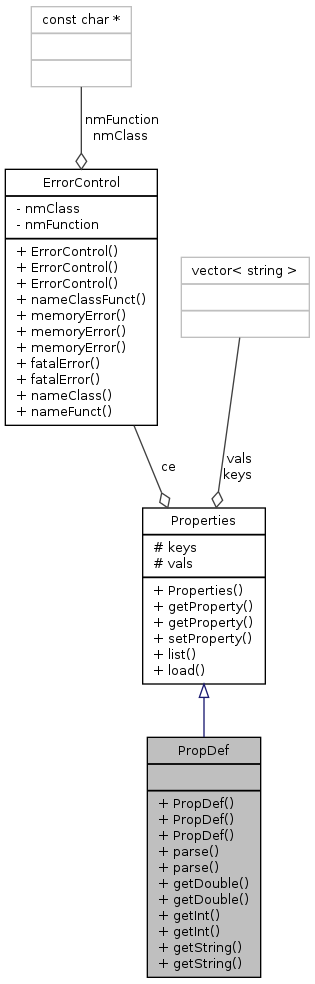 const char *
nmFunction
nmClass
ErrorControl
- nmClass
- nmFunction
+ ErrorControl()
+ ErrorControl()
+ ErrorControl()
+ nameClassFunct()
+ memoryError()
+ memoryError()
+ memoryError()
+ fatalError()
+ fatalError()
+ nameClass()
+ nameFunct()
vector< string >
ce
vals
keys
Properties
# keys
# vals
+ Properties()
+ getProperty()
+ getProperty()
+ setProperty()
+ list()
+ load()
PropDef
+ PropDef()
+ PropDef()
+ PropDef()
+ parse()
+ parse()
+ getDouble()
+ getDouble()
+ getInt()
+ getInt()
+ getString()
+ getString()